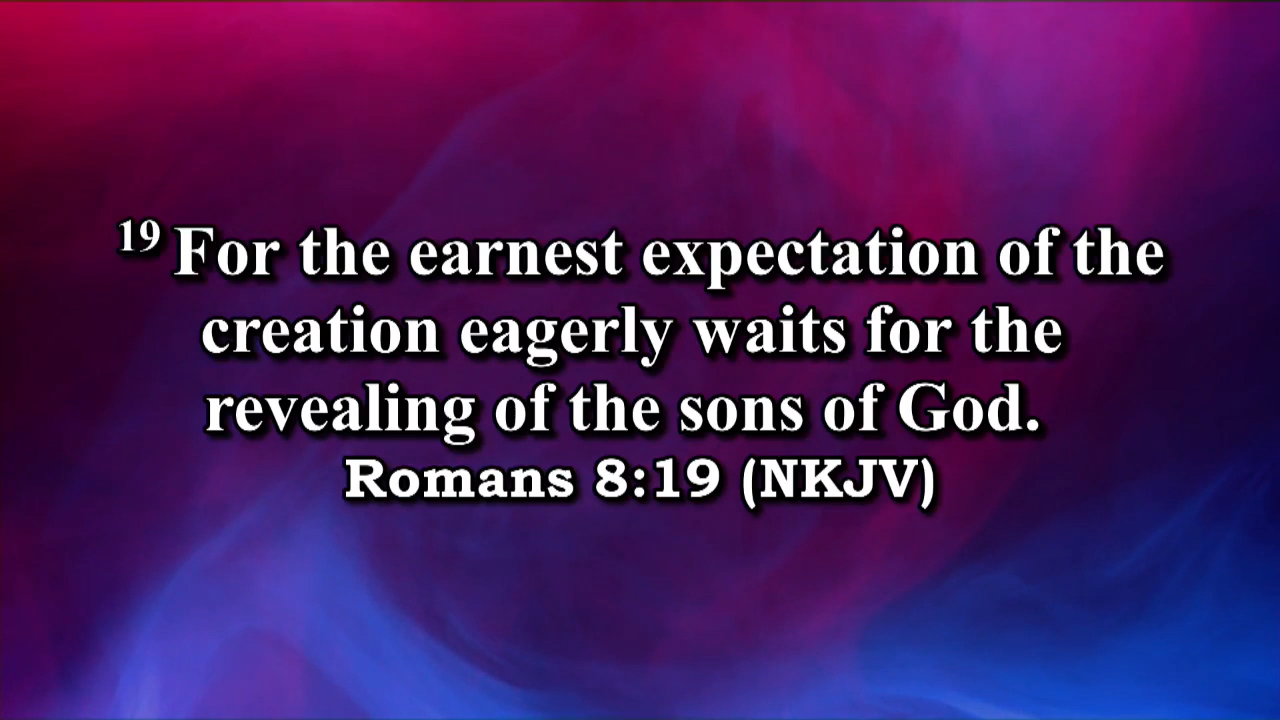 19 For the earnest expectation of the
creation eagerly waits for the
revealing of the sons of God.
Romans 8:19 (NKJV)